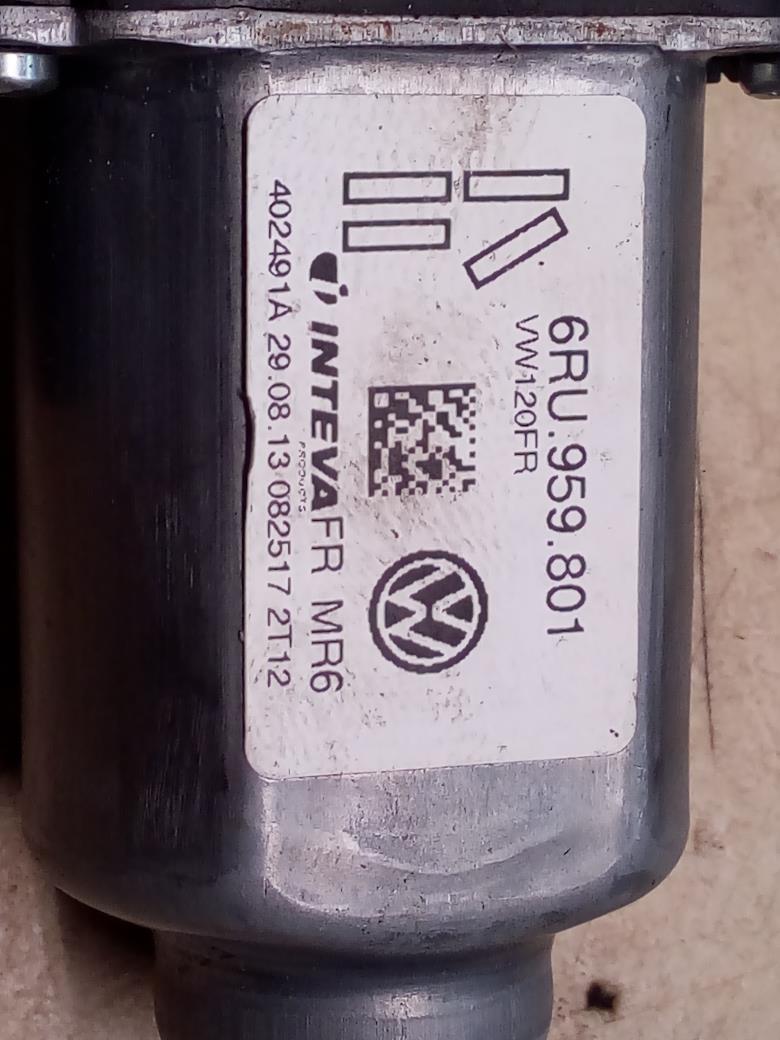 6RU.959.801
VW120FR
INTEVA FR MR6
PRODUCTS
402491A 29.08.13 082517 2T12